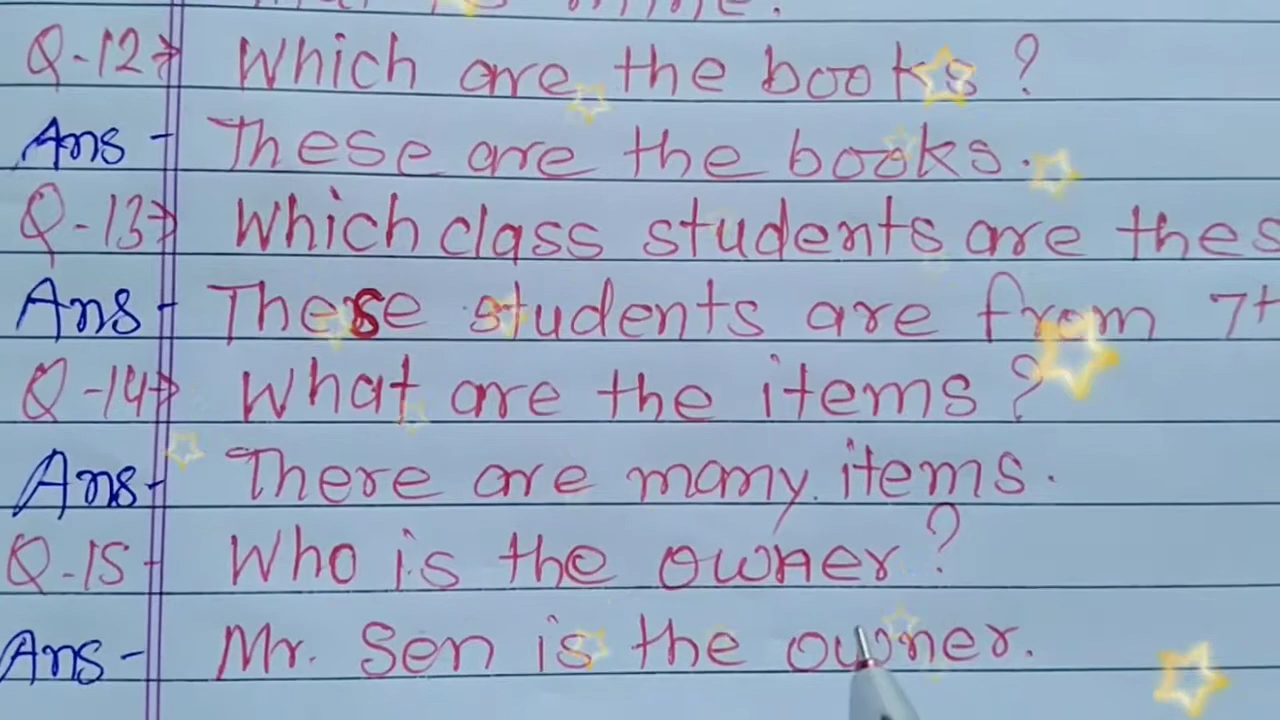 mine.
Q-12→ Which are the books?
Ans- These are the books.
Q-13→ Which class students are thes
Ans- These students are from 7t
Q-14→ What are the items?
Ans- There are many items.
Q-15- Who is the owner?
Ans- Mr. Sen is the owner.